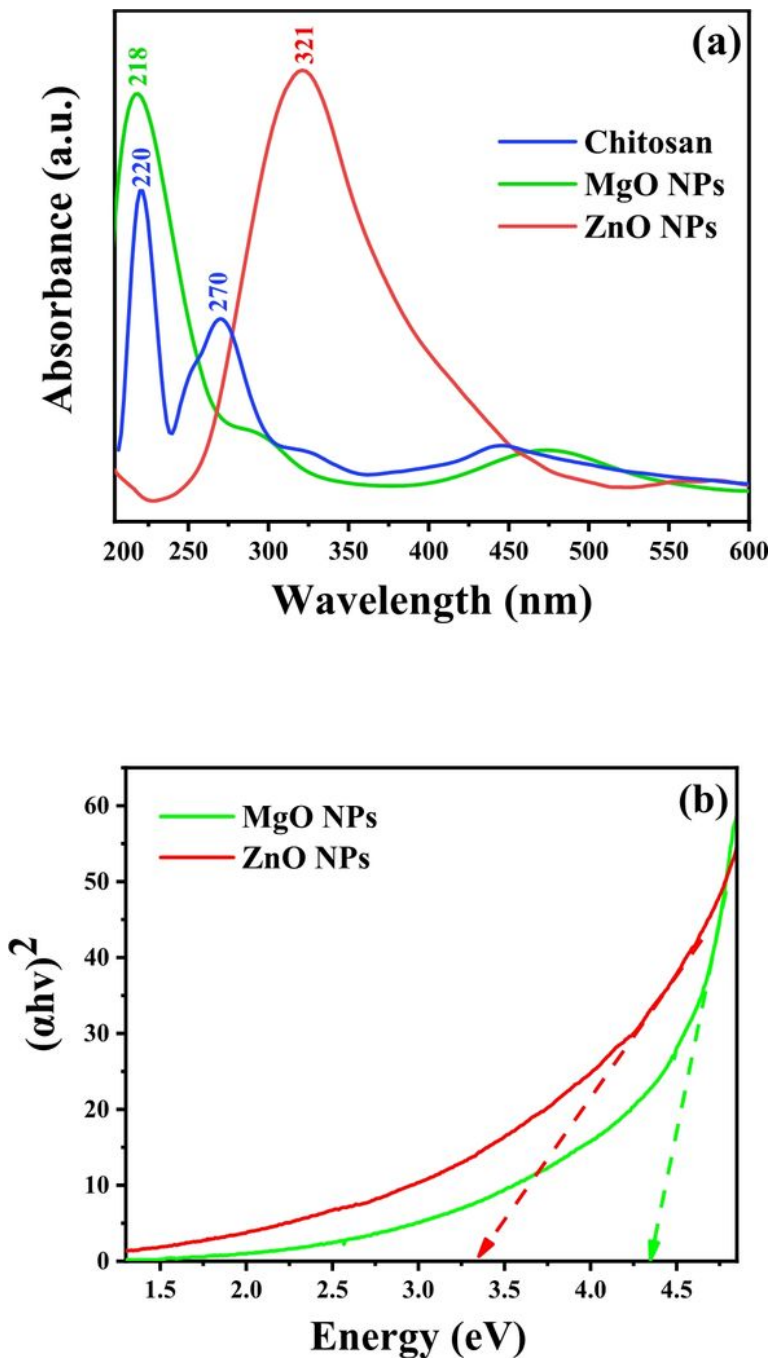 (a)
218
321
220
270
Chitosan
MgO NPs
ZnO NPs
Absorbance (a.u.)
200 250 300 350 400 450 500 550 600
Wavelength (nm)
(b)
MgO NPs
ZnO NPs
(αhv)²
60
50
40
30
20
10
0
1.5 2.0 2.5 3.0 3.5 4.0 4.5
Energy (eV)